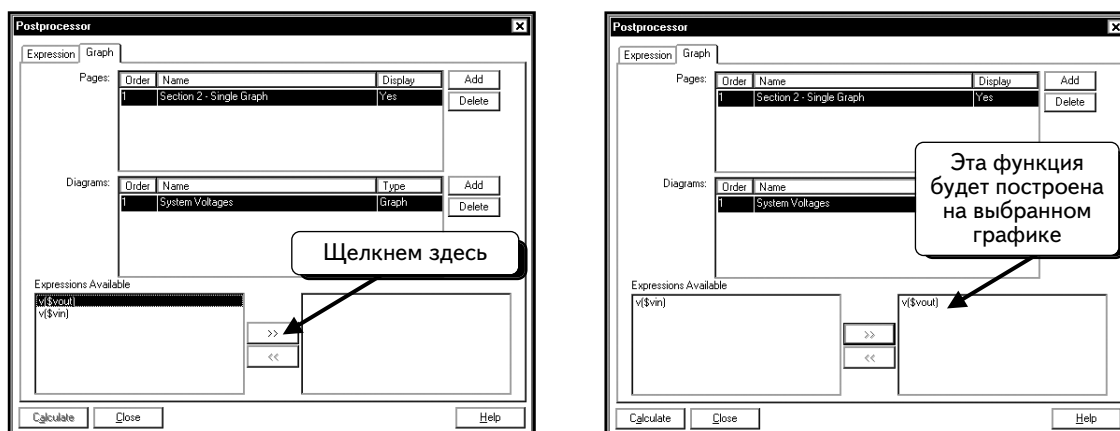 Postprocessor
Expression Graph
Pages: Order Name Display Add
1 Section 2 - Single Graph Yes Delete
Diagrams: Order Name Type Add
1 System Voltages Graph Delete
Щелкнем здесь
Expressions Available
v($vout)
v($vin)
>>
<<
Calculate Close Help
Postprocessor
Expression Graph
Pages: Order Name Display Add
1 Section 2 - Single Graph Yes Delete
Diagrams: Order Name
1 System Voltages
Эта функция
будет построена
на выбранном
графике
Expressions Available
v($vin) v($vout)
>>
<<
Calculate Close Help